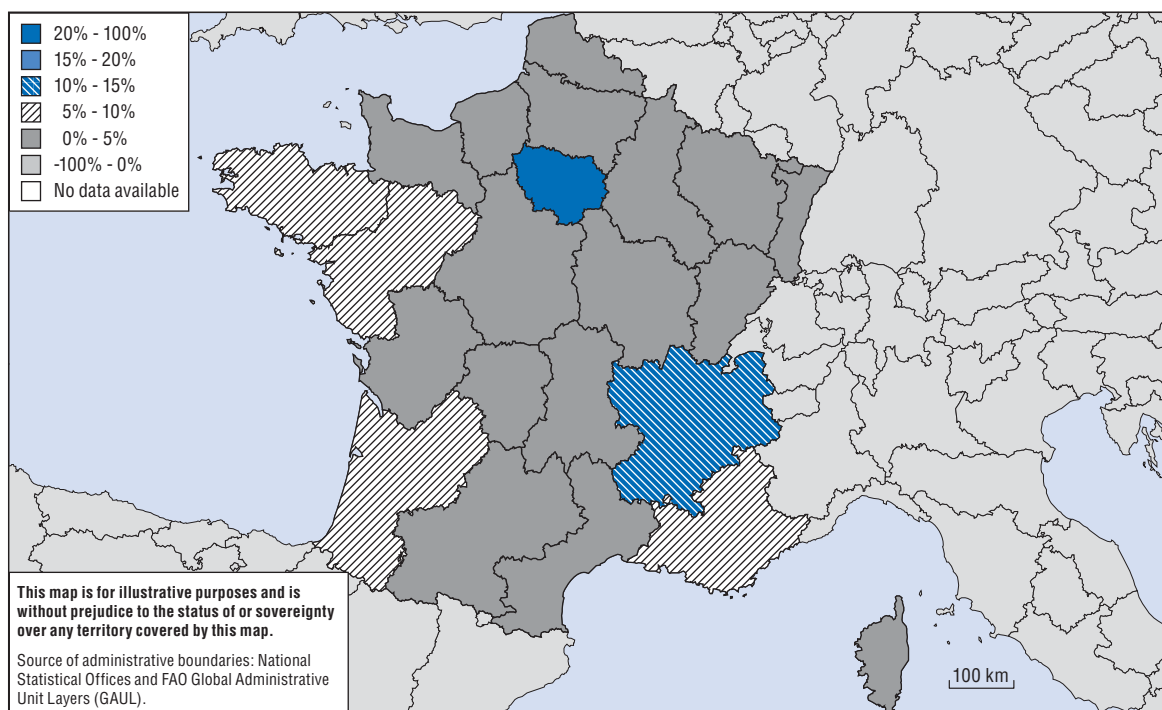 20% - 100%
15% - 20%
10% - 15%
5% - 10%
0% - 5%
-100% - 0%
No data available
This map is for illustrative purposes and is
without prejudice to the status of or sovereignty
over any territory covered by this map.
Source of administrative boundaries: National
Statistical Offices and FAO Global Administrative
Unit Layers (GAUL).
100 km